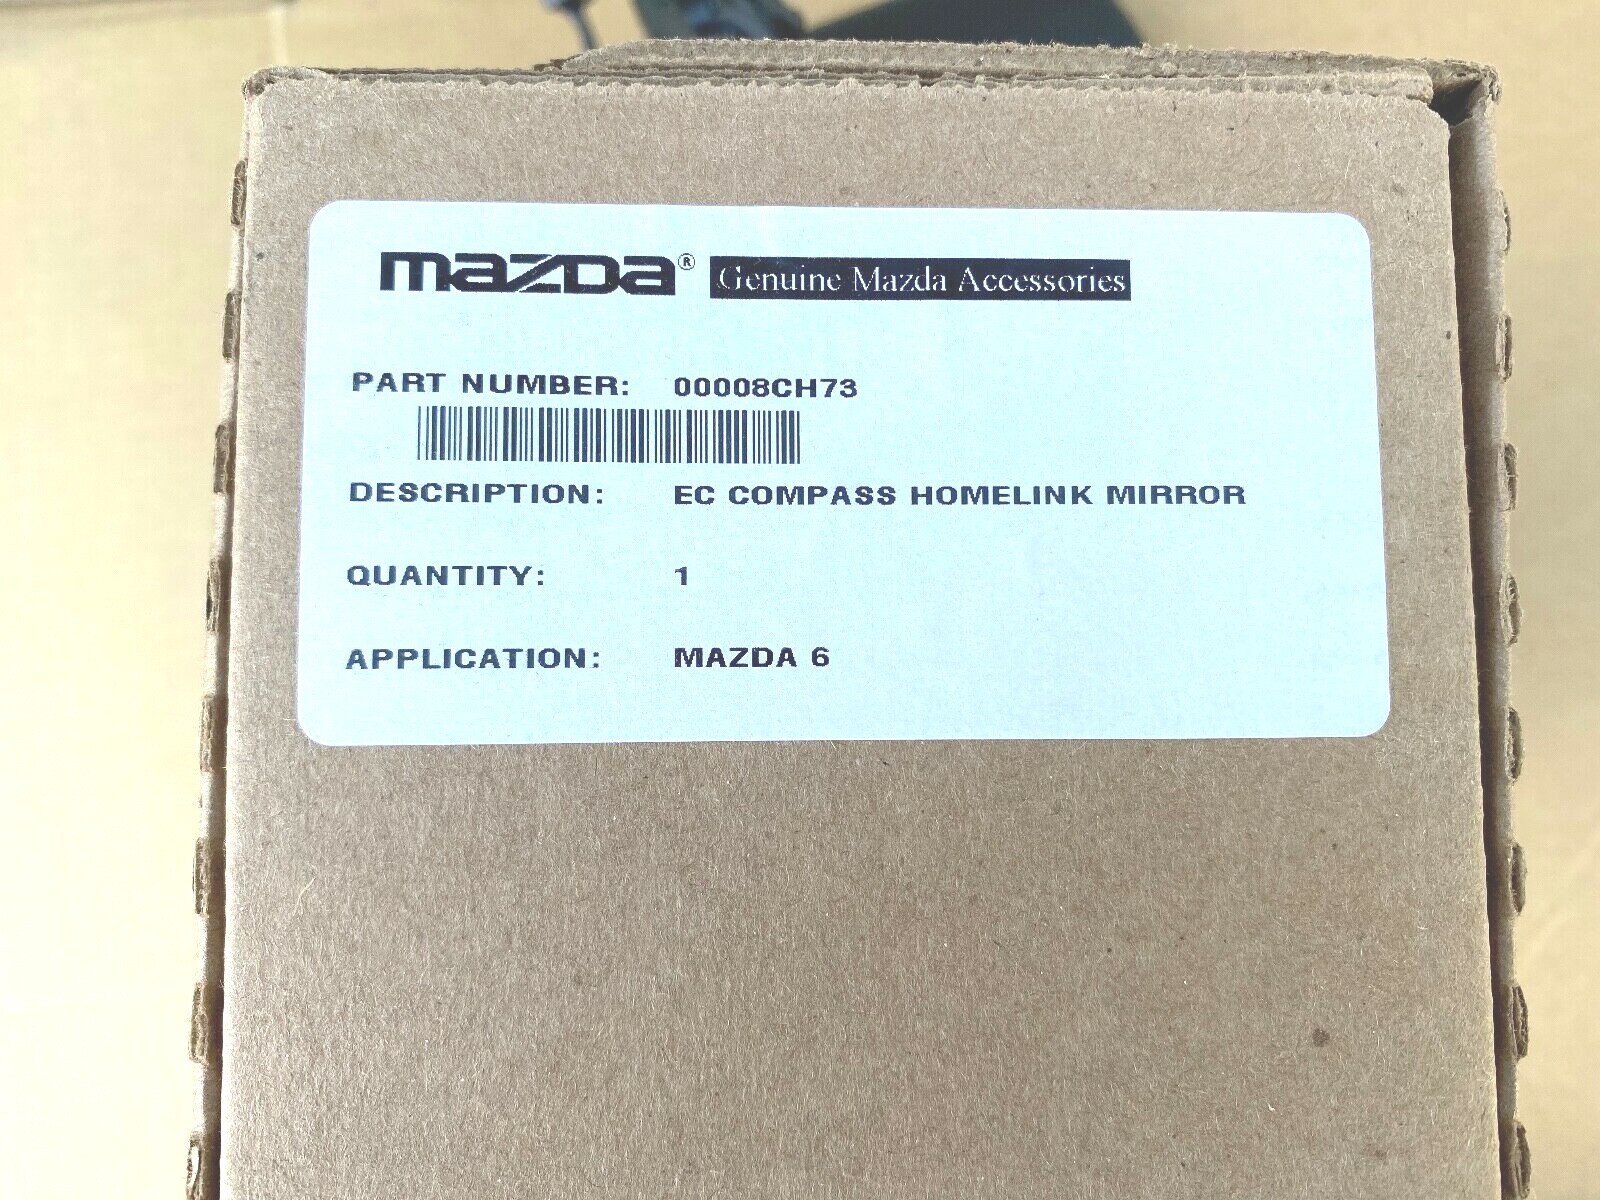 mazda® Genuine Mazda Accessories
PART NUMBER: 00008CH73
DESCRIPTION: EC COMPASS HOMELINK MIRROR
QUANTITY: 1
APPLICATION: MAZDA 6